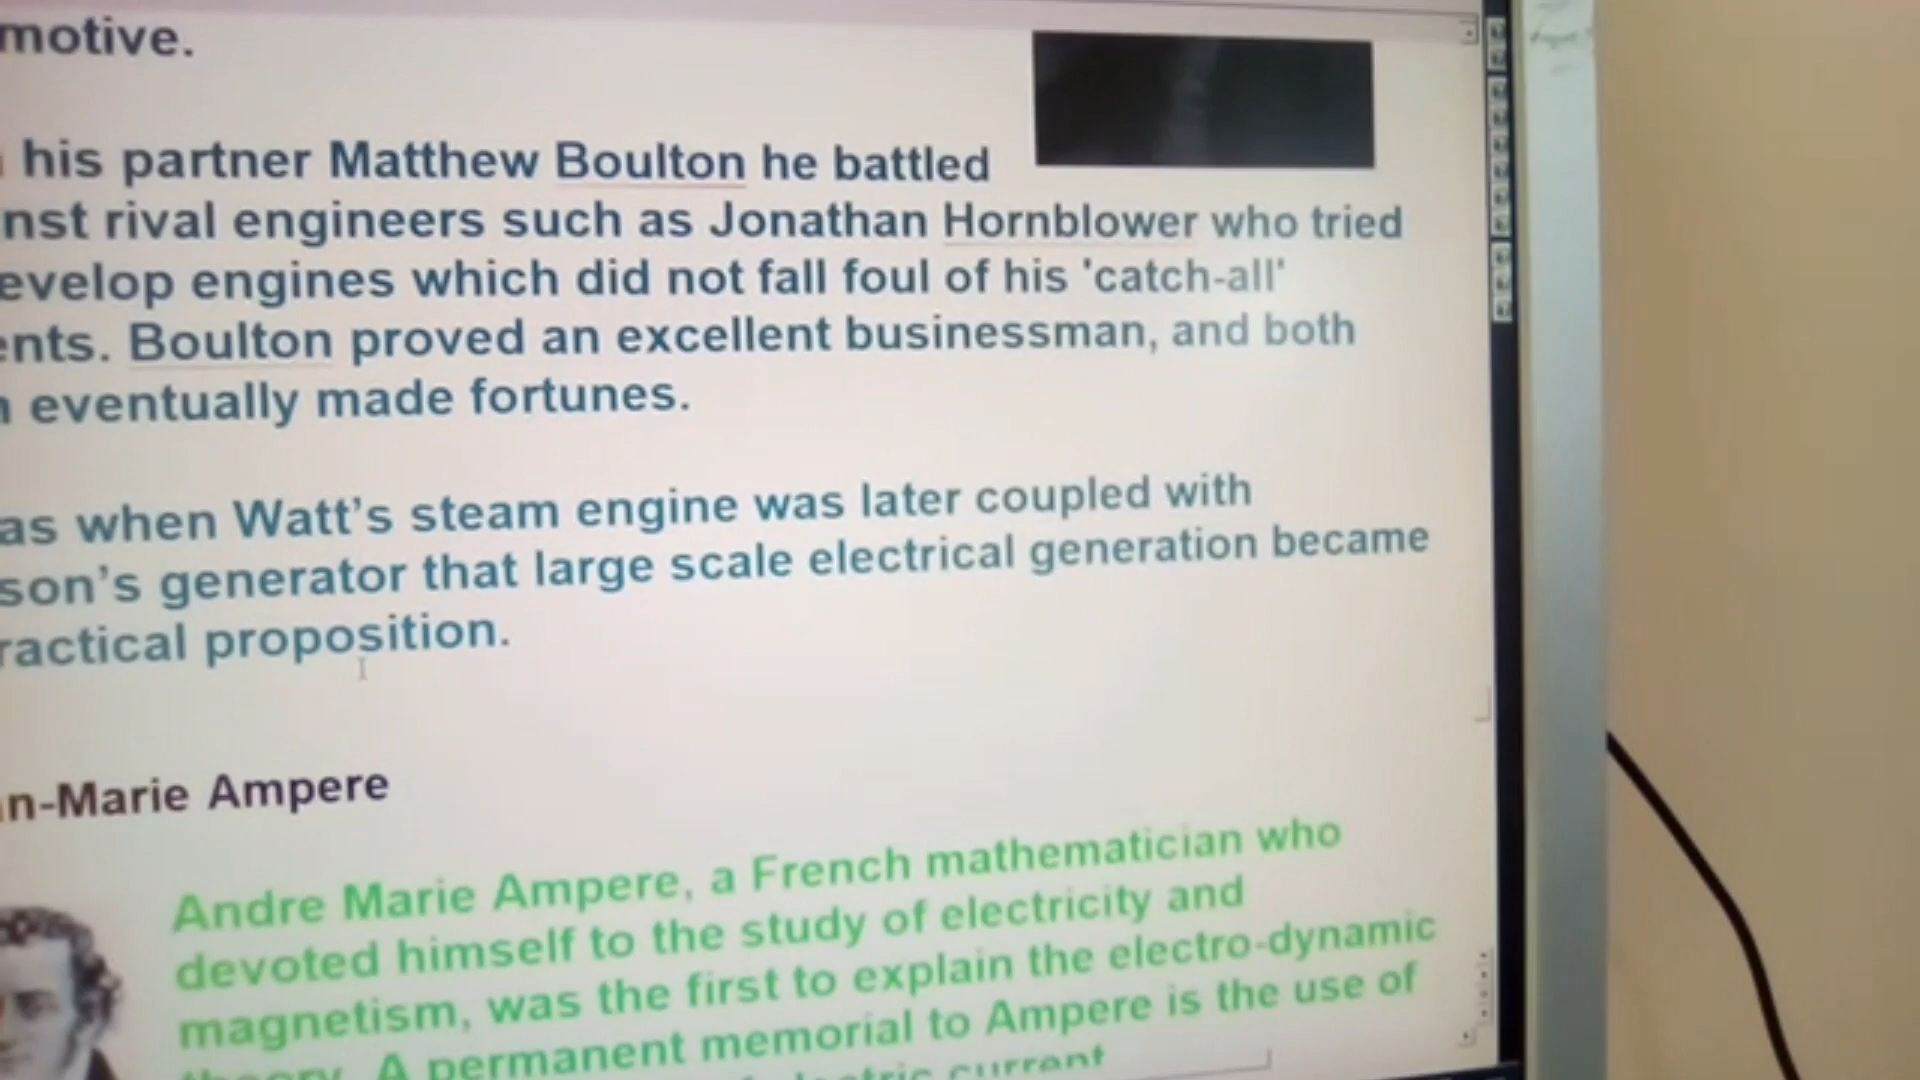 motive.
his partner Matthew Boulton he battled
nst rival engineers such as Jonathan Hornblower who tried
evelop engines which did not fall foul of his 'catch-all'
ents. Boulton proved an excellent businessman, and both
eventually made fortunes.
as when Watt’s steam engine was later coupled with
son’s generator that large scale electrical generation became
ractical proposition.
n-Marie Ampere
Andre Marie Ampere, a French mathematician who
devoted himself to the study of electricity and
magnetism, was the first to explain the electro-dynamic
theory. A permanent memorial to Ampere is the use of
electric current